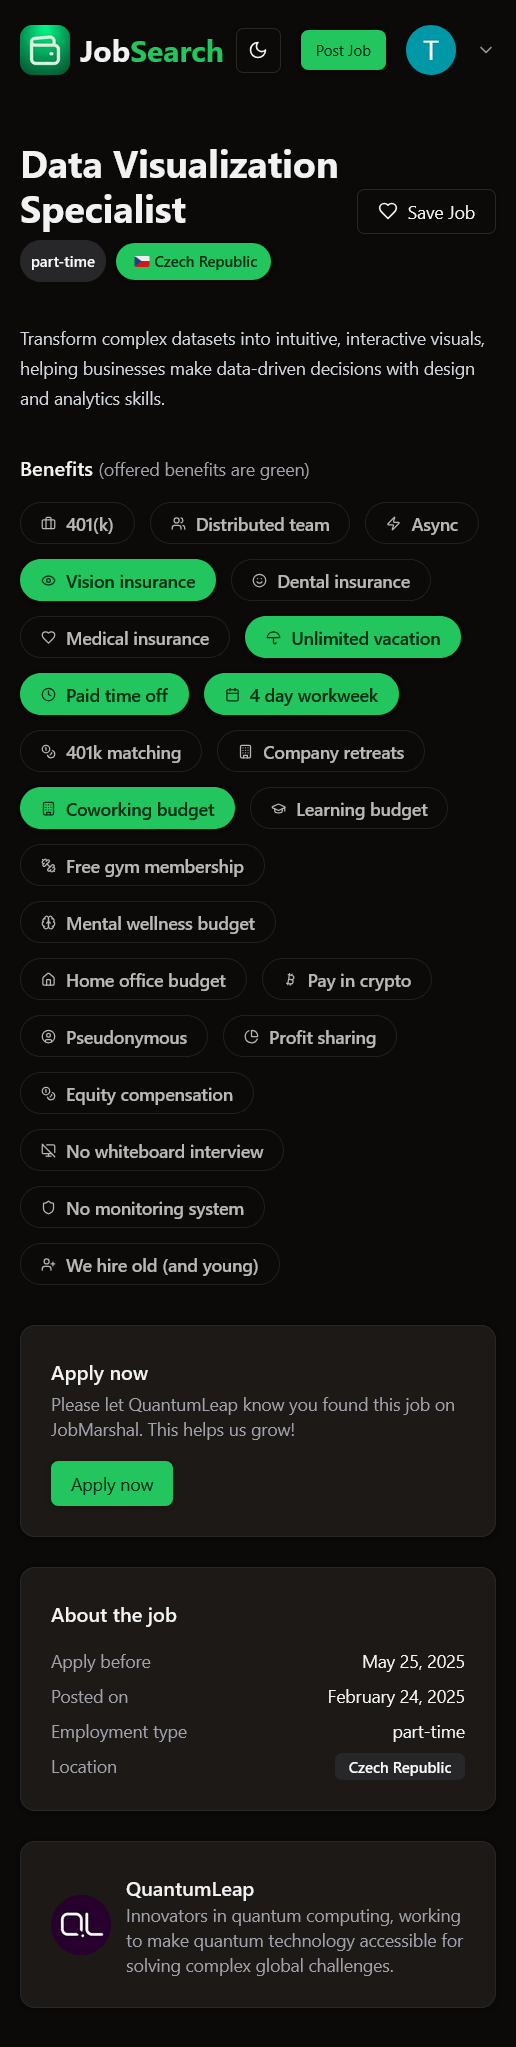 JobSearch
Post Job
T
Data Visualization
Specialist
Save Job
part-time
Czech Republic
Transform complex datasets into intuitive, interactive visuals,
helping businesses make data-driven decisions with design
and analytics skills.
Benefits (offered benefits are green)
401(k)
Distributed team
Async
Vision insurance
Dental insurance
Medical insurance
Unlimited vacation
Paid time off
4 day workweek
401k matching
Company retreats
Coworking budget
Learning budget
Free gym membership
Mental wellness budget
Home office budget
Pay in crypto
Pseudonymous
Profit sharing
Equity compensation
No whiteboard interview
No monitoring system
We hire old (and young)
Apply now
Please let QuantumLeap know you found this job on
JobMarshal. This helps us grow!
Apply now
About the job
Apply before May 25, 2025
Posted on February 24, 2025
Employment type part-time
Location Czech Republic
QL
QuantumLeap
Innovators in quantum computing, working
to make quantum technology accessible for
solving complex global challenges.